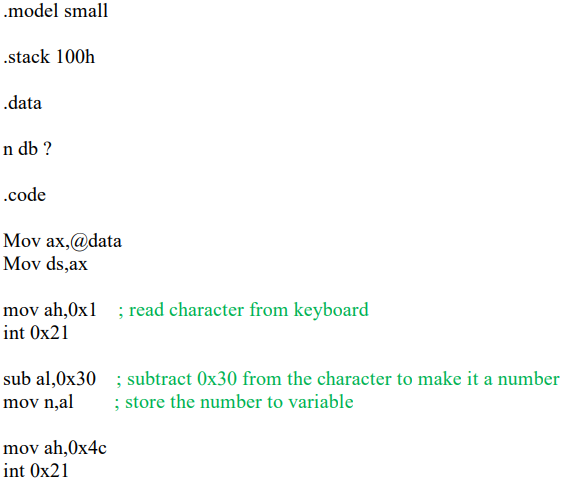 .model small
.stack 100h
.data
n db ?
.code
Mov ax,@data
Mov ds,ax
mov ah,0x1 ; read character from keyboard
int 0x21
sub al,0x30 ; subtract 0x30 from the character to make it a number
mov n,al ; store the number to variable
mov ah,0x4c
int 0x21